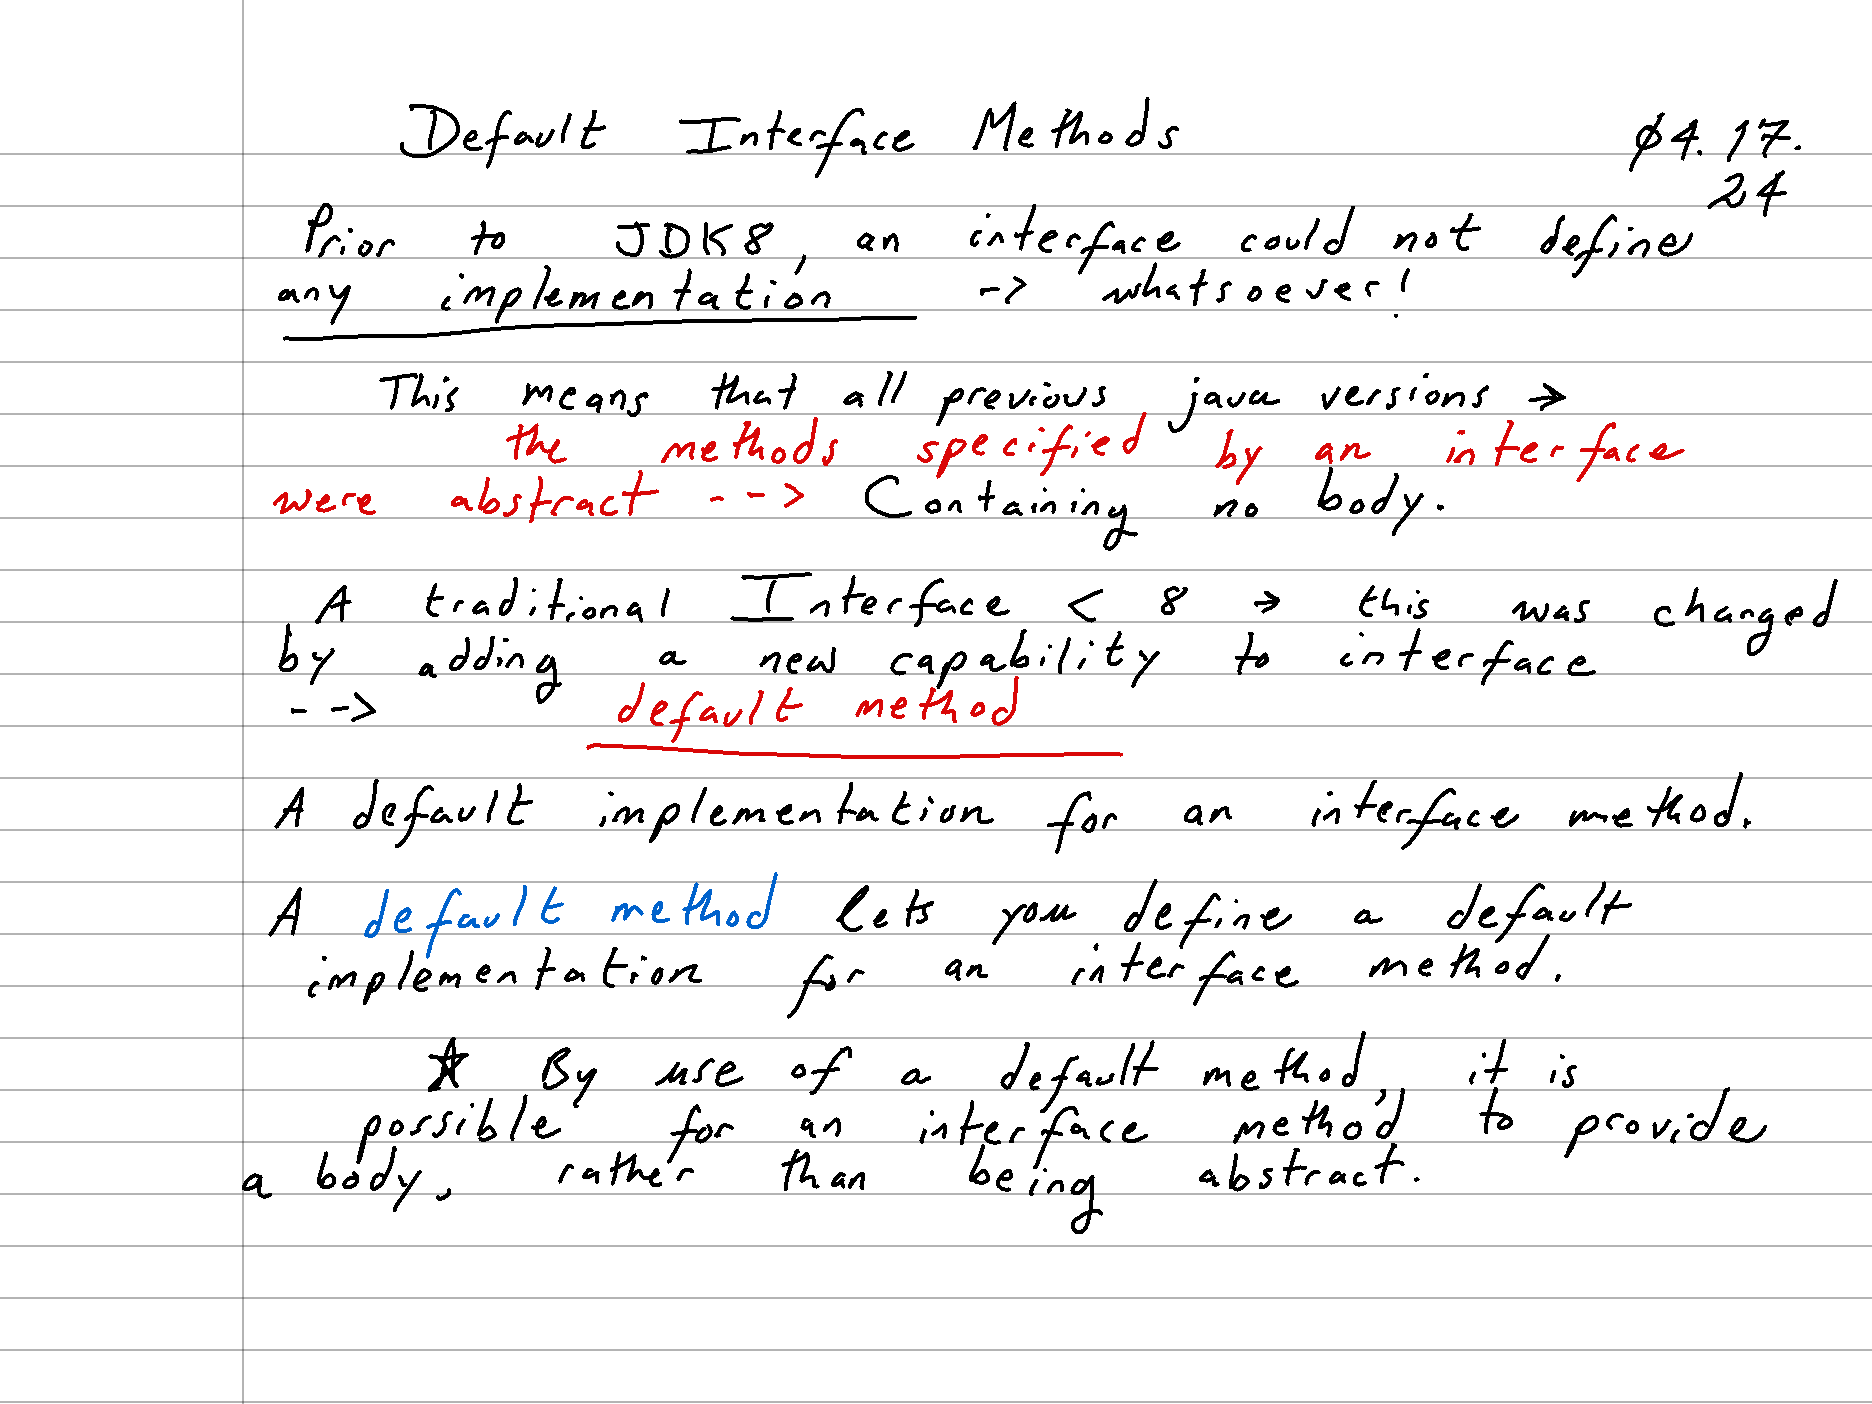 Default Interface Methods
ø4.17.
24
Prior to JDK8, an interface could not define
any implementation -> whatsoever!
This means that all previous java versions →
the methods specified by an interface
were abstract --> Containing no body.
A traditional Interface < 8 → this was changed
by adding a new capability to interface
--> default method
A default implementation for an interface method.
A default method lets you define a default
implementation for an interface method.
★ By use of a default method, it is
possible for an interface method to provide
a body, rather than being abstract.